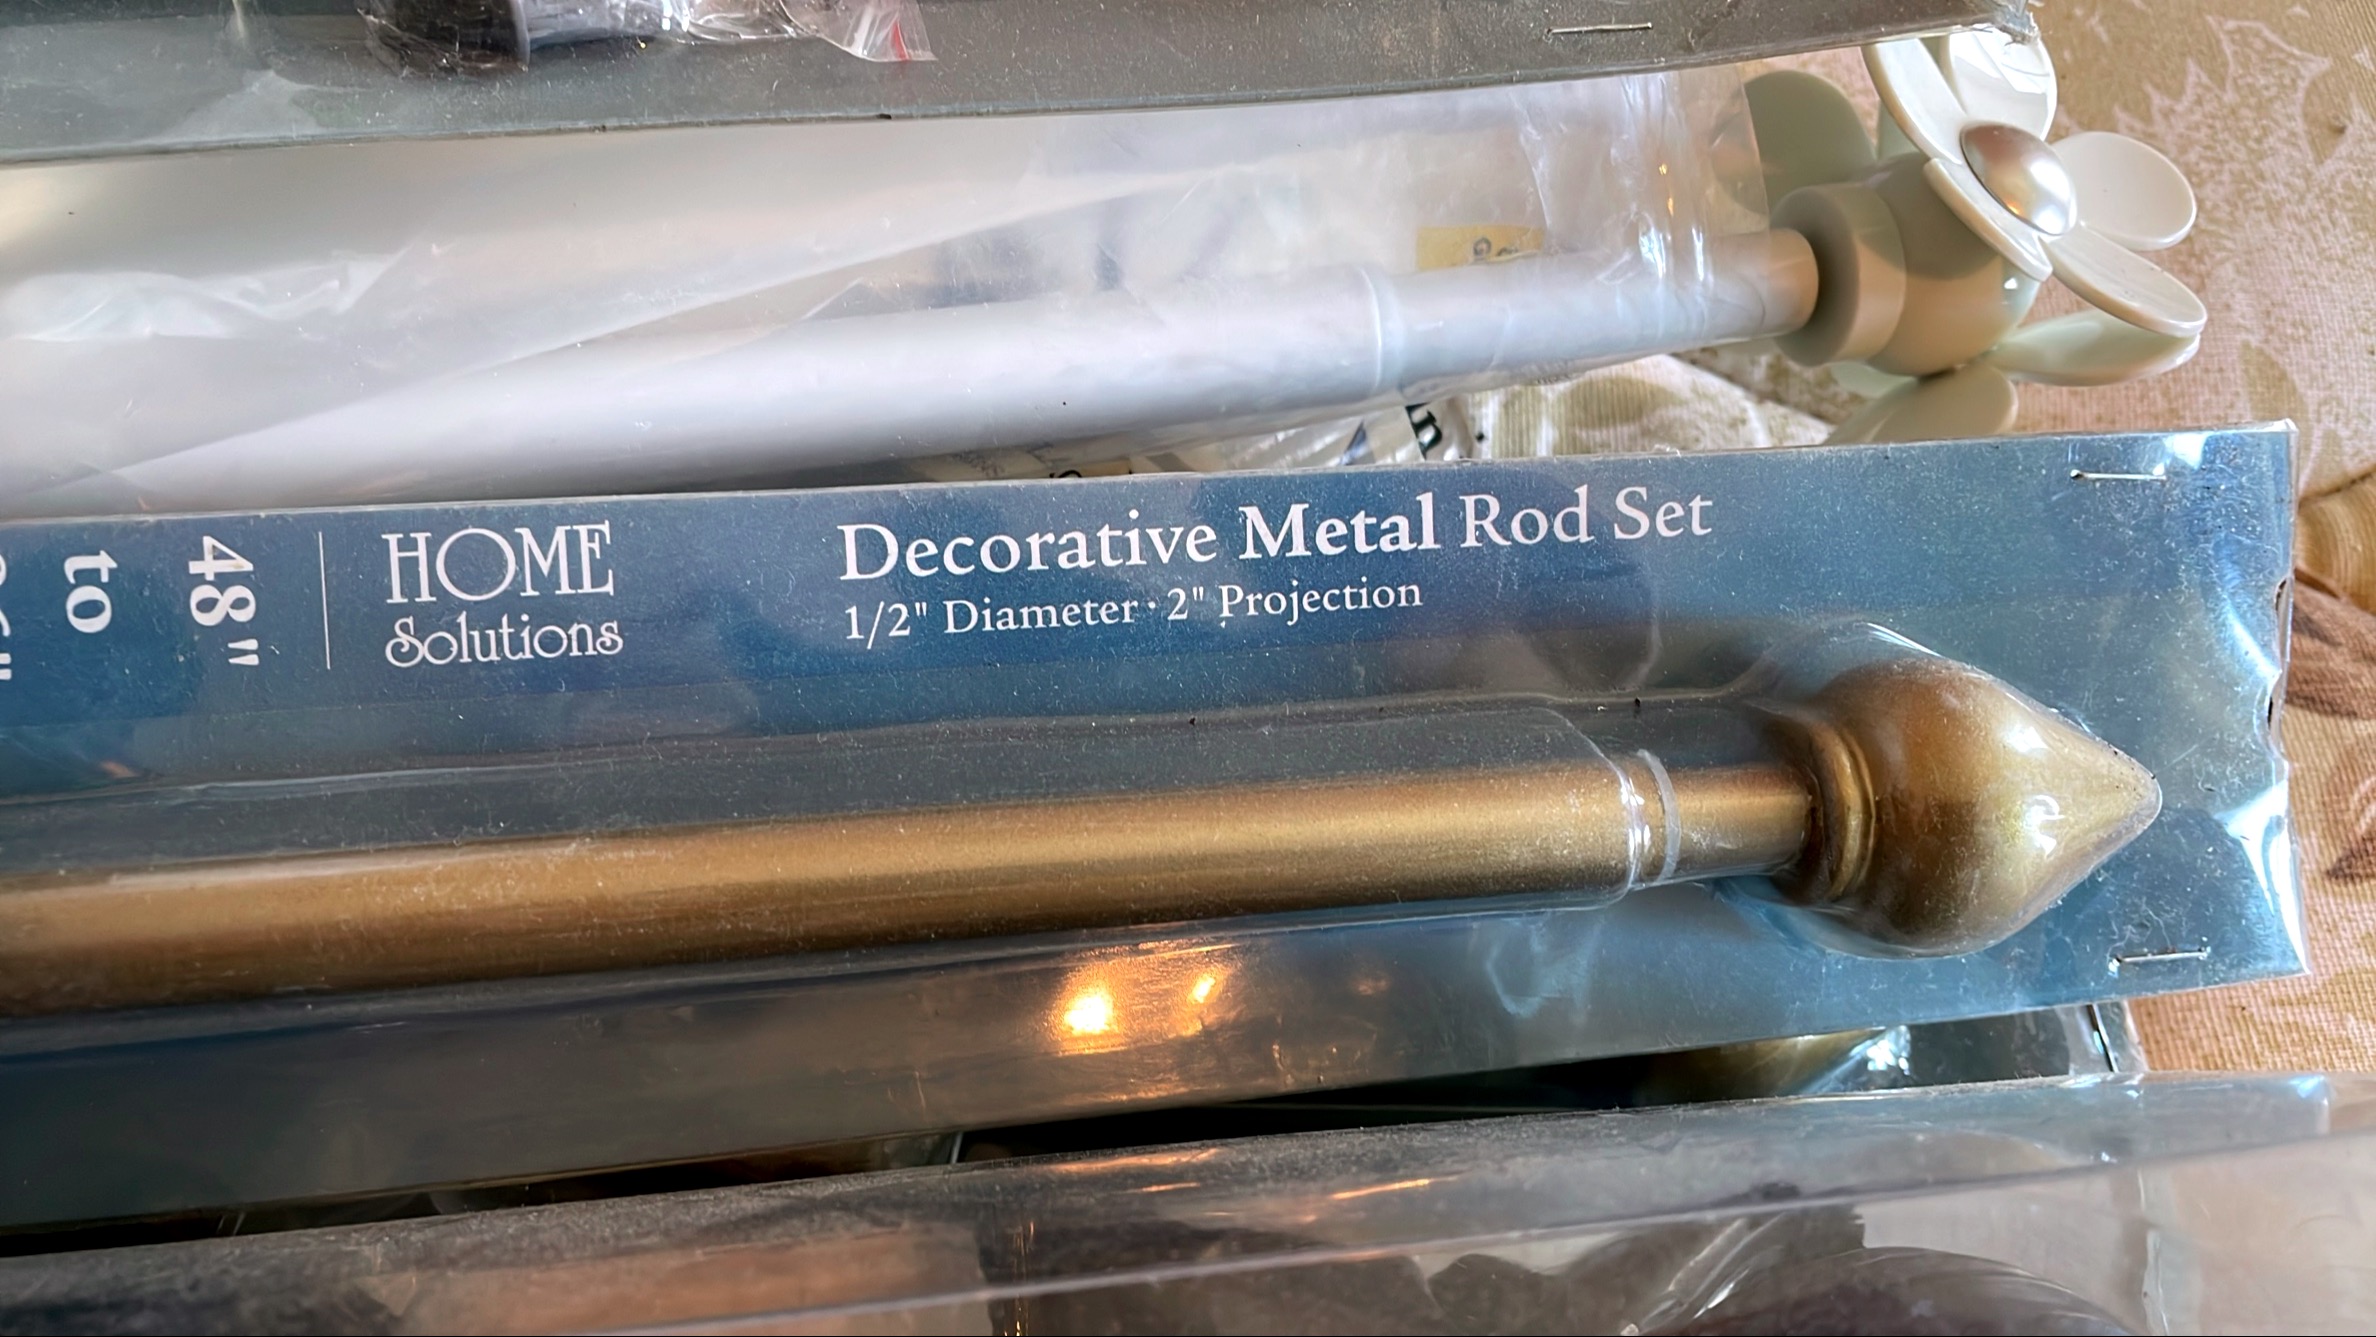 48"
to
HOME
Solutions
Decorative Metal Rod Set
1/2" Diameter · 2" Projection